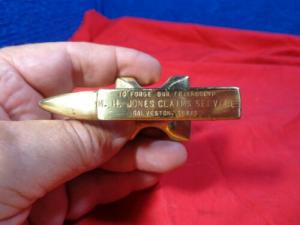 TO FORGE OUR FRIENDSHIP
M. H. JONES CLAIMS SERVICE
GALVESTON, TEXAS